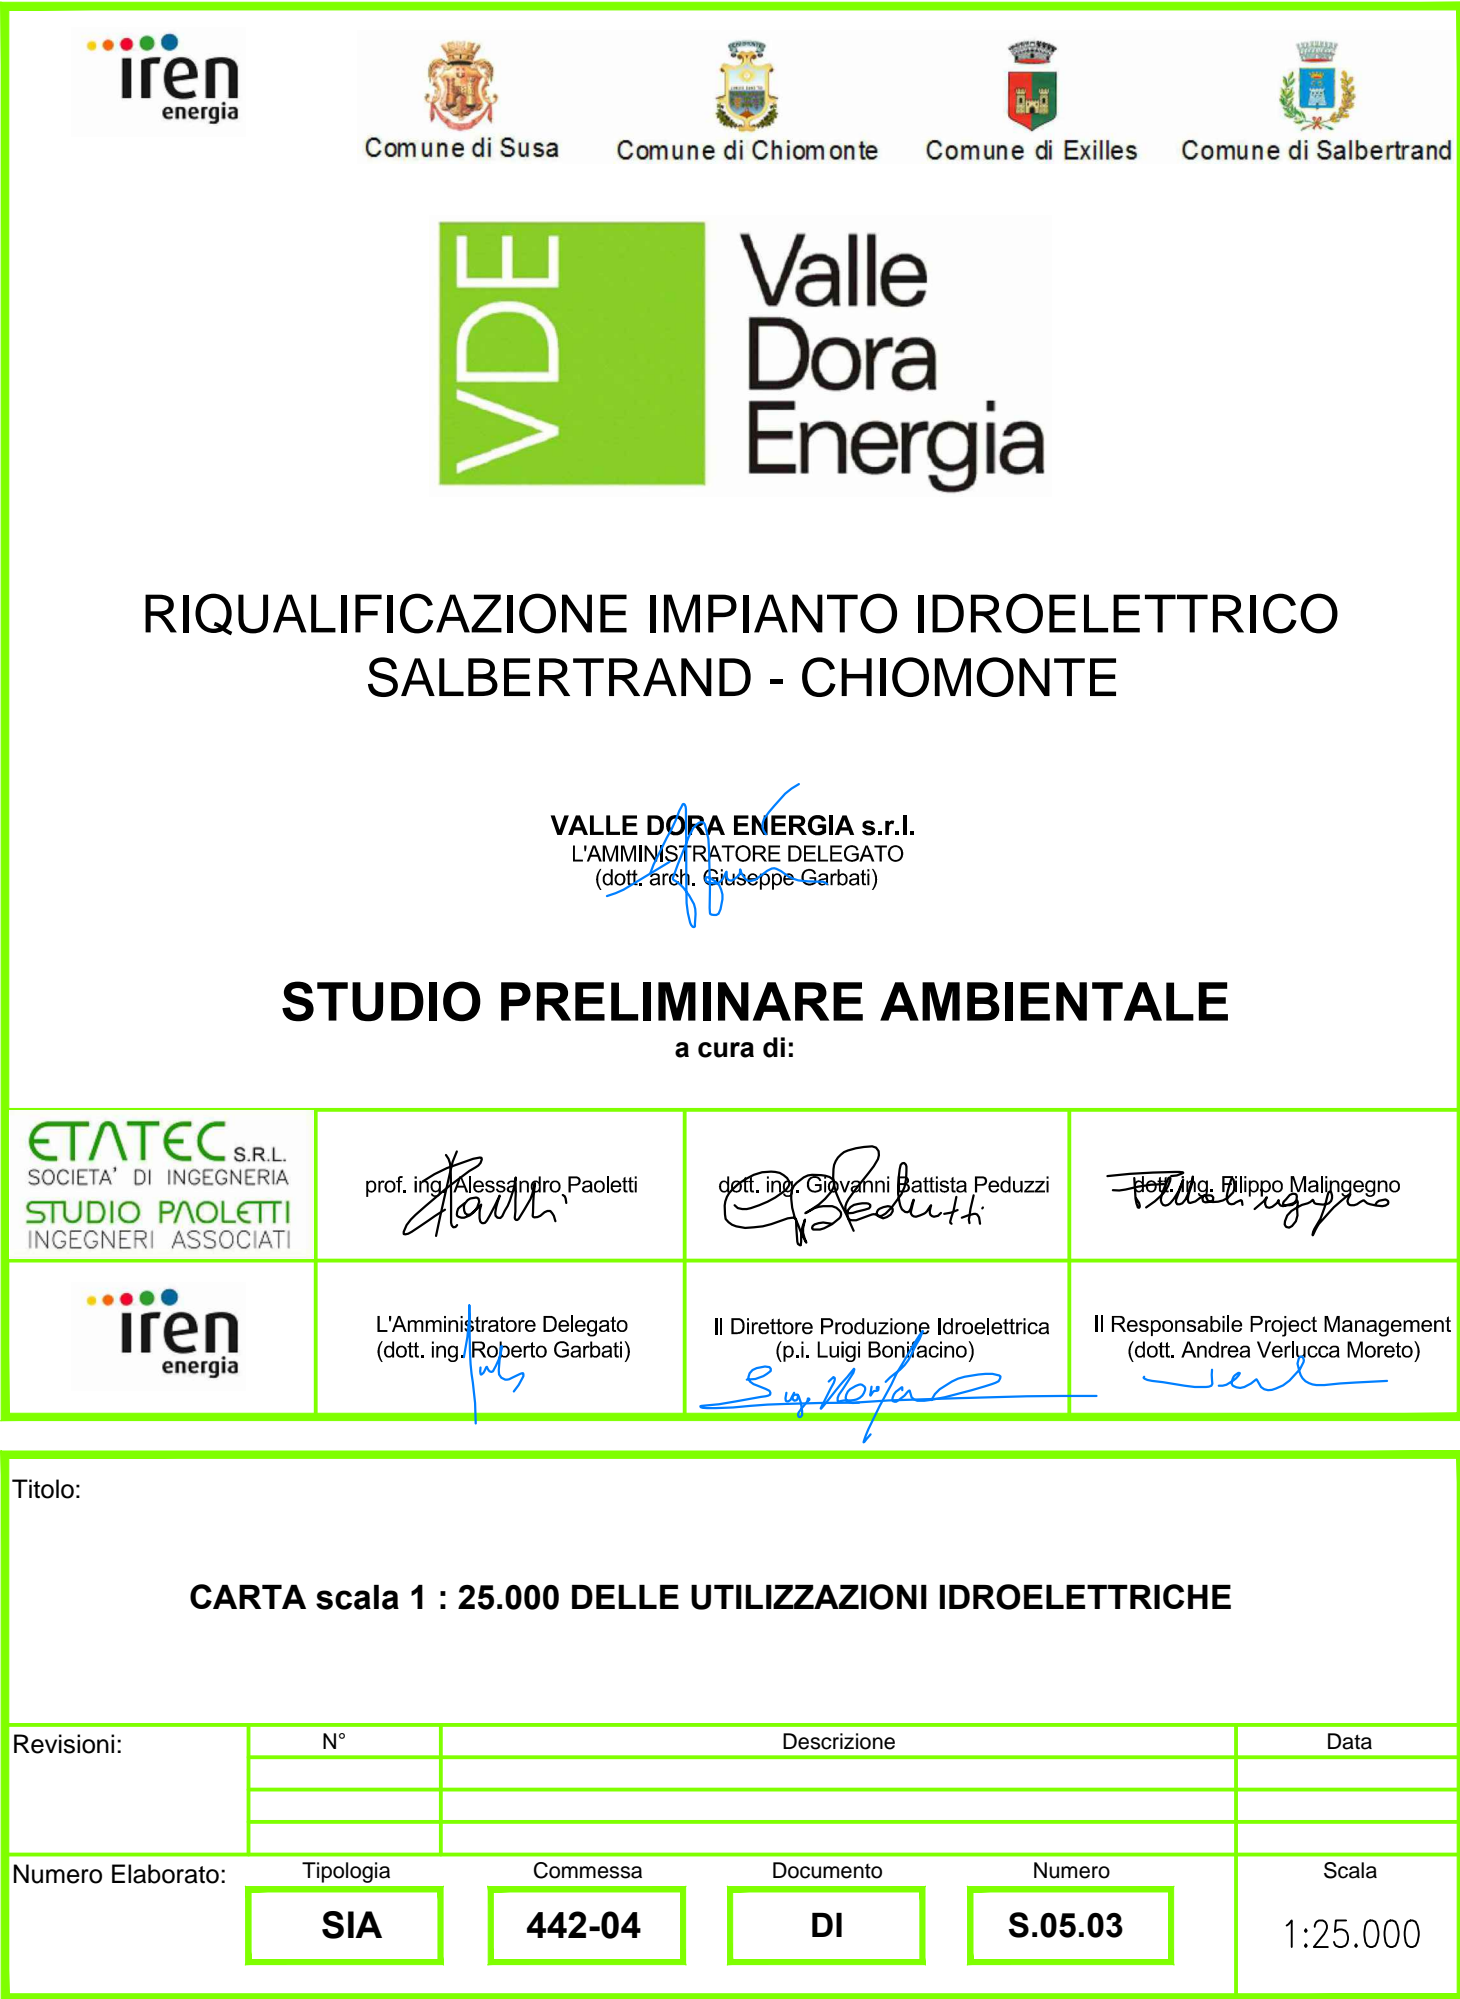 iren
energia
Comune di Susa
Comune di Chiomonte
Comune di Exilles
Comune di Salbertrand
VDE
Valle
Dora
Energia
RIQUALIFICAZIONE IMPIANTO IDROELETTRICO
SALBERTRAND - CHIOMONTE
VALLE DORA ENERGIA s.r.l.
L'AMMINISTRATORE DELEGATO
(dott. arch. Giuseppe Garbati)
STUDIO PRELIMINARE AMBIENTALE
a cura di:
ETATEC S.R.L.
SOCIETA' DI INGEGNERIA
STUDIO PAOLETTI
INGEGNERI ASSOCIATI
prof. ing. Alessandro Paoletti
dott. ing. Giovanni Battista Peduzzi
dott. ing. Filippo Malingegno
iren
energia
L'Amministratore Delegato
(dott. ing. Roberto Garbati)
Il Direttore Produzione Idroelettrica
(p.i. Luigi Bonifacino)
Il Responsabile Project Management
(dott. Andrea Verlucca Moreto)
Titolo:
CARTA scala 1 : 25.000 DELLE UTILIZZAZIONI IDROELETTRICHE
Revisioni:
N°
Descrizione
Data
Numero Elaborato:
Tipologia
Commessa
Documento
Numero
Scala
SIA
442-04
DI
S.05.03
1:25.000